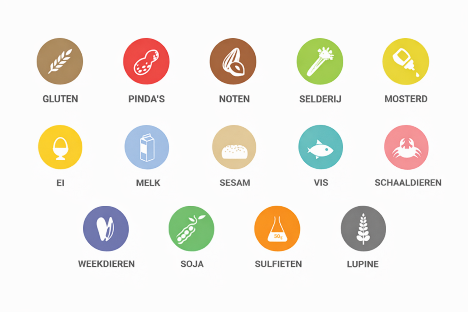 GLUTEN PINDA'S NOTEN SELDERIJ MOSTERD
EI MELK SESAM VIS SCHAALDIEREN
WEEKDIEREN SOJA SULFIETEN LUPINE